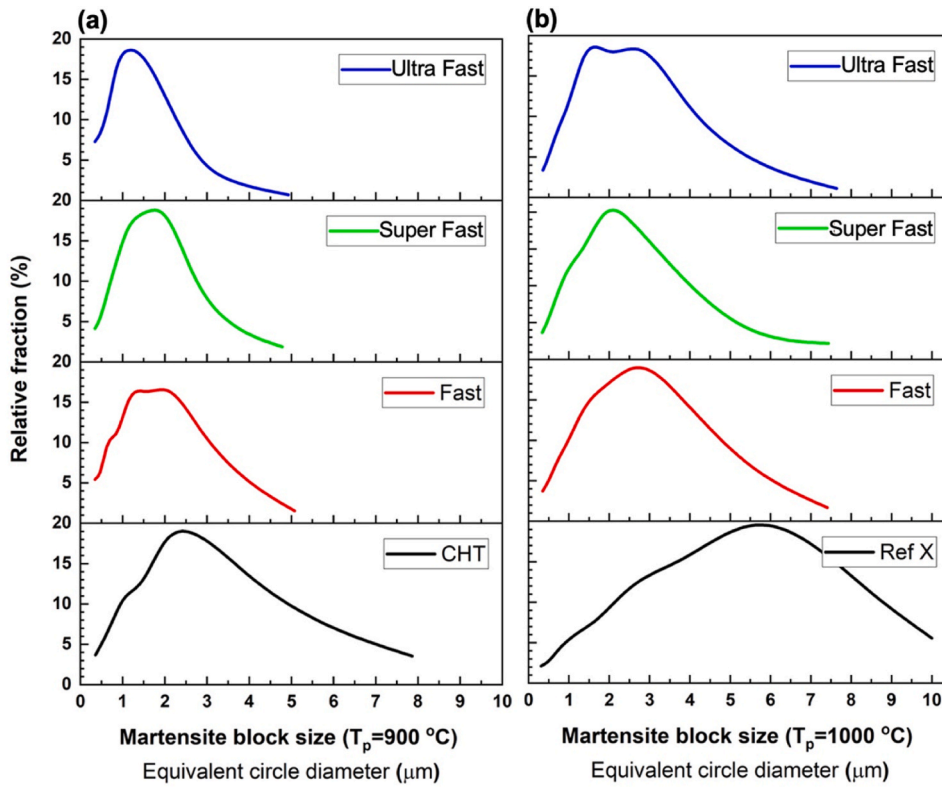 (a)
(b)
20
15
10
5
20
15
10
5
20
15
10
5
20
15
10
5
0
Relative fraction (%)
Ultra Fast
Super Fast
Fast
CHT
Ultra Fast
Super Fast
Fast
Ref X
0 1 2 3 4 5 6 7 8 9 10
0 1 2 3 4 5 6 7 8 9 10
Martensite block size (Tp=900 °C)
Equivalent circle diameter (μm)
Martensite block size (Tp=1000 °C)
Equivalent circle diameter (μm)